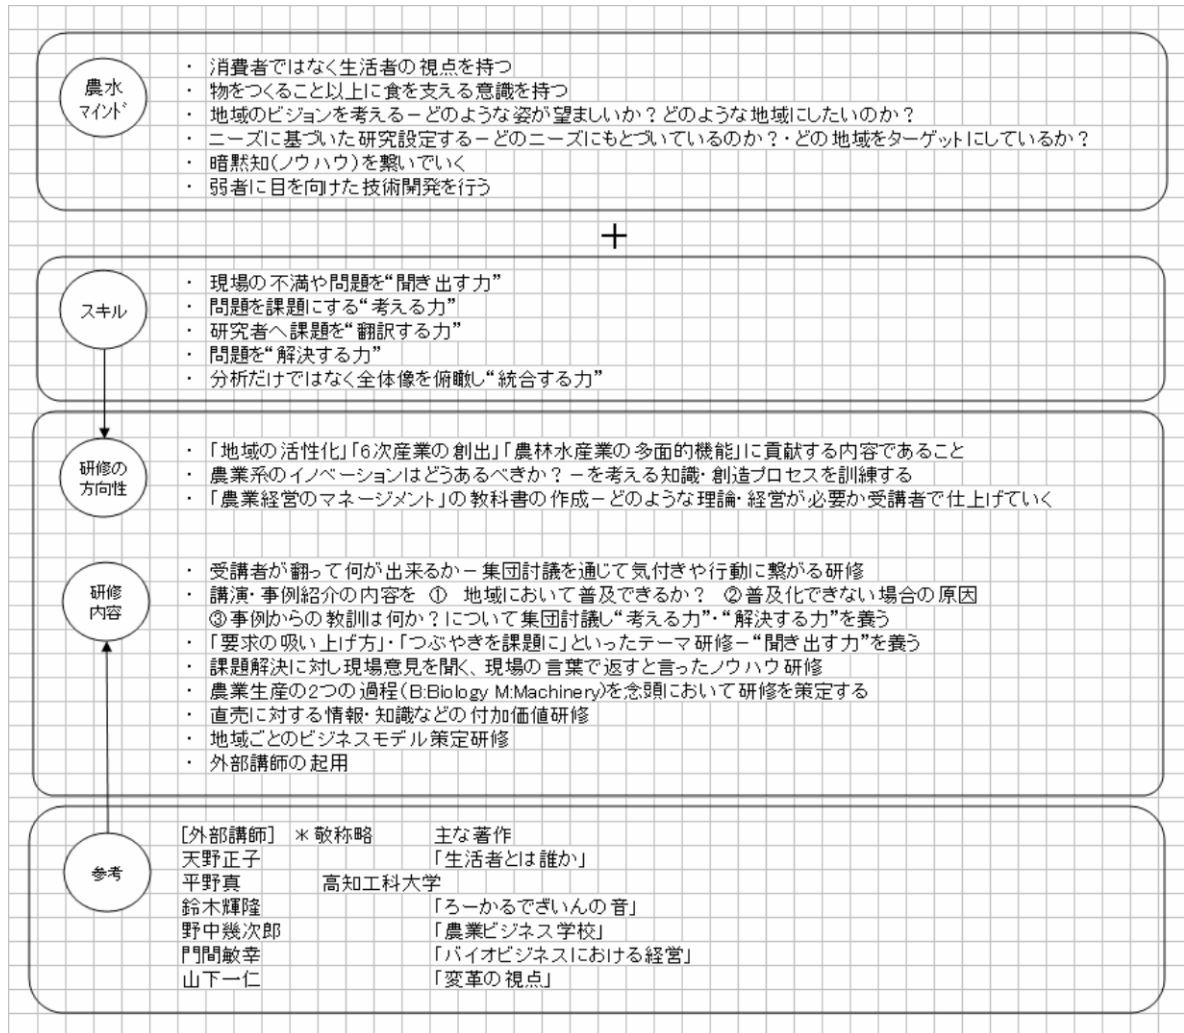 農水
マインド
・ 消費者ではなく生活者の視点を持つ
・ 物をつくること以上に食を支える意識を持つ
・ 地域のビジョンを考える－どのような姿が望ましいか？どのような地域にしたいのか？
・ ニーズに基づいた研究設定する－どのニーズにもとづいているのか？・どの地域をターゲットにしているか？
・ 暗黙知(ノウハウ)を繋いでいく
・ 弱者に目を向けた技術開発を行う
＋
スキル
・ 現場の不満や問題を“聞き出す力”
・ 問題を課題にする“考える力”
・ 研究者へ課題を“翻訳する力”
・ 問題を“解決する力”
・ 分析だけではなく全体像を俯瞰し“統合する力”
研修の
方向性
・ 「地域の活性化」「6次産業の創出」「農林水産業の多面的機能」に貢献する内容であること
・ 農業系のイノベーションはどうあるべきか？－を考える知識・創造プロセスを訓練する
・ 「農業経営のマネージメント」の教科書の作成－どのような理論・経営が必要か受講者で仕上げていく
研修
内容
・ 受講者が翻って何が出来るか－集団討議を通じて気付きや行動に繋がる研修
・ 講演・事例紹介の内容を ① 地域において普及できるか？ ②普及化できない場合の原因
③事例からの教訓は何か？について集団討議し“考える力”・“解決する力”を養う
・ 「要求の吸い上げ方」・「つぶやきを課題に」といったテーマ研修－“聞き出す力”を養う
・ 課題解決に対し現場意見を聞く、現場の言葉で返すと言ったノウハウ研修
・ 農業生産の2つの過程(B:Biology M:Machinery)を念頭において研修を策定する
・ 直売に対する情報・知識などの付加価値研修
・ 地域ごとのビジネスモデル策定研修
・ 外部講師の起用
参考
[外部講師] ＊敬称略 主な著作
天野正子 「生活者とは誰か」
平野真 高知工科大学
鈴木輝隆 「ろーかるでざいんの音」
野中幾次郎 「農業ビジネス学校」
門間敏幸 「バイオビジネスにおける経営」
山下一仁 「変革の視点」